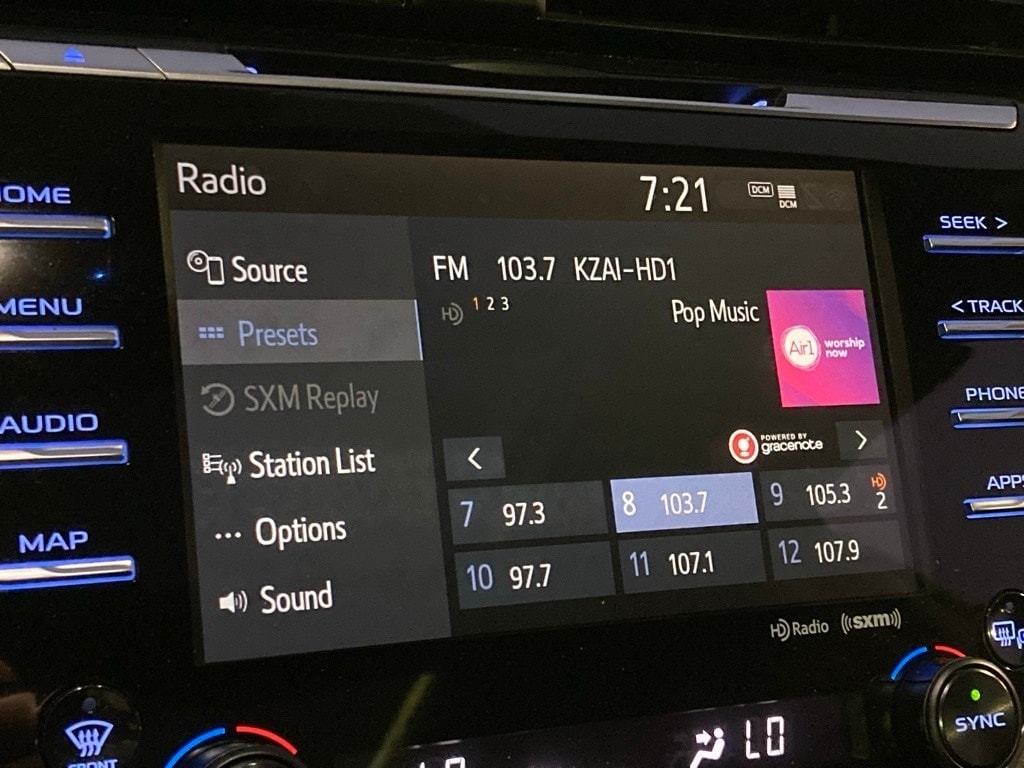 Radio
7:21
DCM
DCM
HOME
MENU
AUDIO
MAP
Source
Presets
SXM Replay
Station List
Options
Sound
FM 103.7 KZAI-HD1
HD 1 2 3
Pop Music
Air1 worship now
POWERED BY
gracenote
<
>
7 97.3
8 103.7
9 105.3 HD 2
10 97.7
11 107.1
12 107.9
HD Radio ((sxm))
SEEK >
< TRACK
PHONE
APPS
FRONT
LO
SYNC